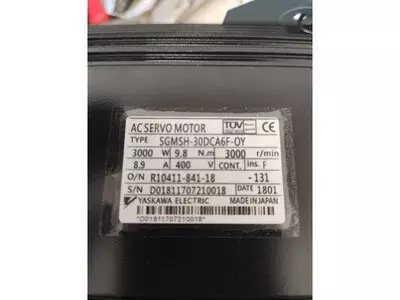 AC SERVO MOTOR TÜV
TYPE SGMSH-30DCA6F-OY
3000 W 9.8 N.m 3000 r/min
8.9 A 400 V CONT. ins. F
O/N R10411-841-18 -131
S/N D01811707210018 DATE 1801
YASKAWA ELECTRIC MADE IN JAPAN
*D01811707210018*